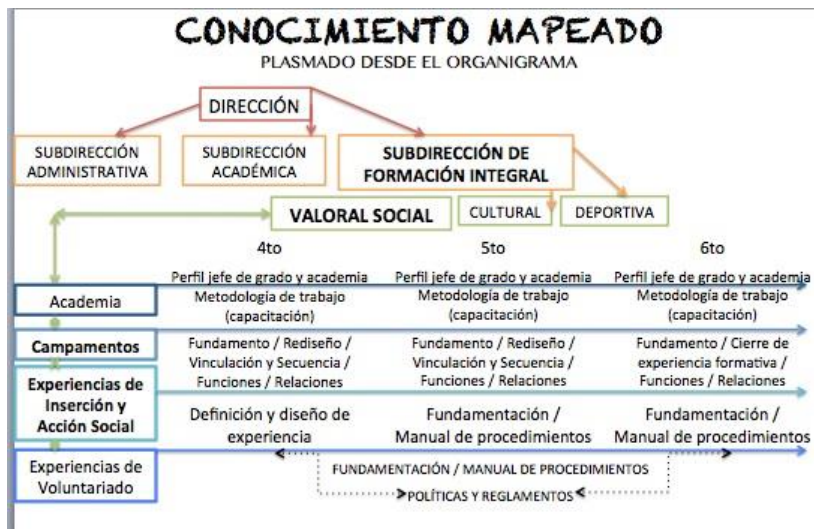 CONOCIMIENTO MAPEADO
PLASMADO DESDE EL ORGANIGRAMA
DIRECCIÓN
SUBDIRECCIÓN
ADMINISTRATIVA
SUBDIRECCIÓN
ACADÉMICA
SUBDIRECCIÓN DE
FORMACIÓN INTEGRAL
VALORAL SOCIAL
CULTURAL
DEPORTIVA
4to
5to
6to
Academia
Perfil jefe de grado y academia
Metodología de trabajo
(capacitación)
Perfil jefe de grado y academia
Metodología de trabajo
(capacitación)
Perfil jefe de grado y academia
Metodología de trabajo
(capacitación)
Campamentos
Fundamento / Rediseño /
Vinculación y Secuencia /
Funciones / Relaciones
Fundamento / Rediseño /
Vinculación y Secuencia /
Funciones / Relaciones
Fundamento / Cierre de
experiencia formativa /
Funciones / Relaciones
Experiencias de
Inserción y
Acción Social
Definición y diseño de
experiencia
Fundamentación /
Manual de procedimientos
Fundamentación /
Manual de procedimientos
Experiencias de
Voluntariado
FUNDAMENTACIÓN / MANUAL DE PROCEDIMIENTOS
POLÍTICAS Y REGLAMENTOS